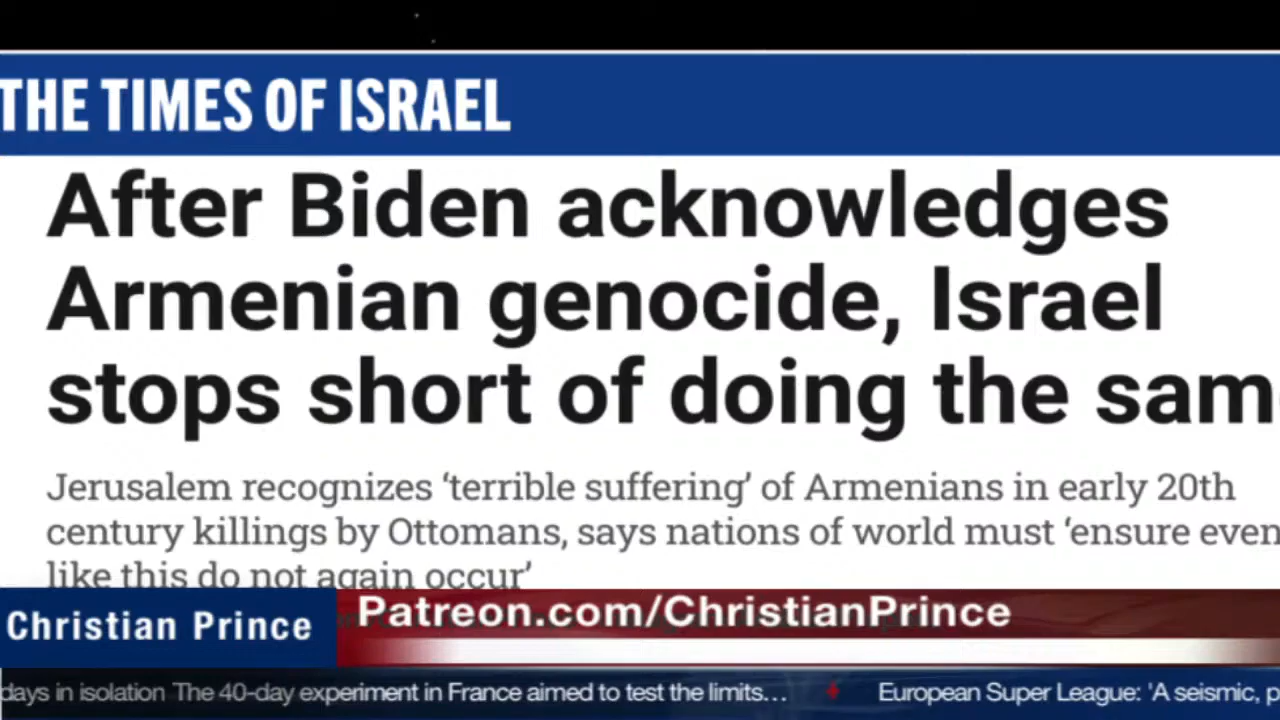 THE TIMES OF ISRAEL
After Biden acknowledges
Armenian genocide, Israel
stops short of doing the sam
Jerusalem recognizes ‘terrible suffering’ of Armenians in early 20th
century killings by Ottomans, says nations of world must ‘ensure even
like this do not again occur’
Christian Prince
Patreon.com/ChristianPrince
days in isolation The 40-day experiment in France aimed to test the limits… ♦ European Super League: 'A seismic, p